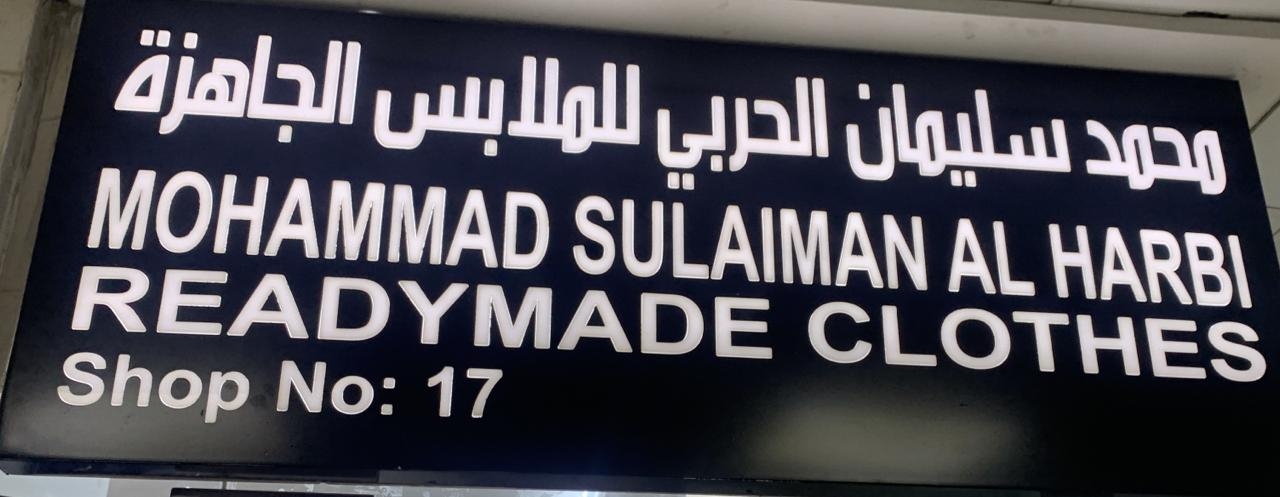 محمد سليمان الحربي للملابس الجاهزة
MOHAMMAD SULAIMAN AL HARBI
READYMADE CLOTHES
Shop No: 17